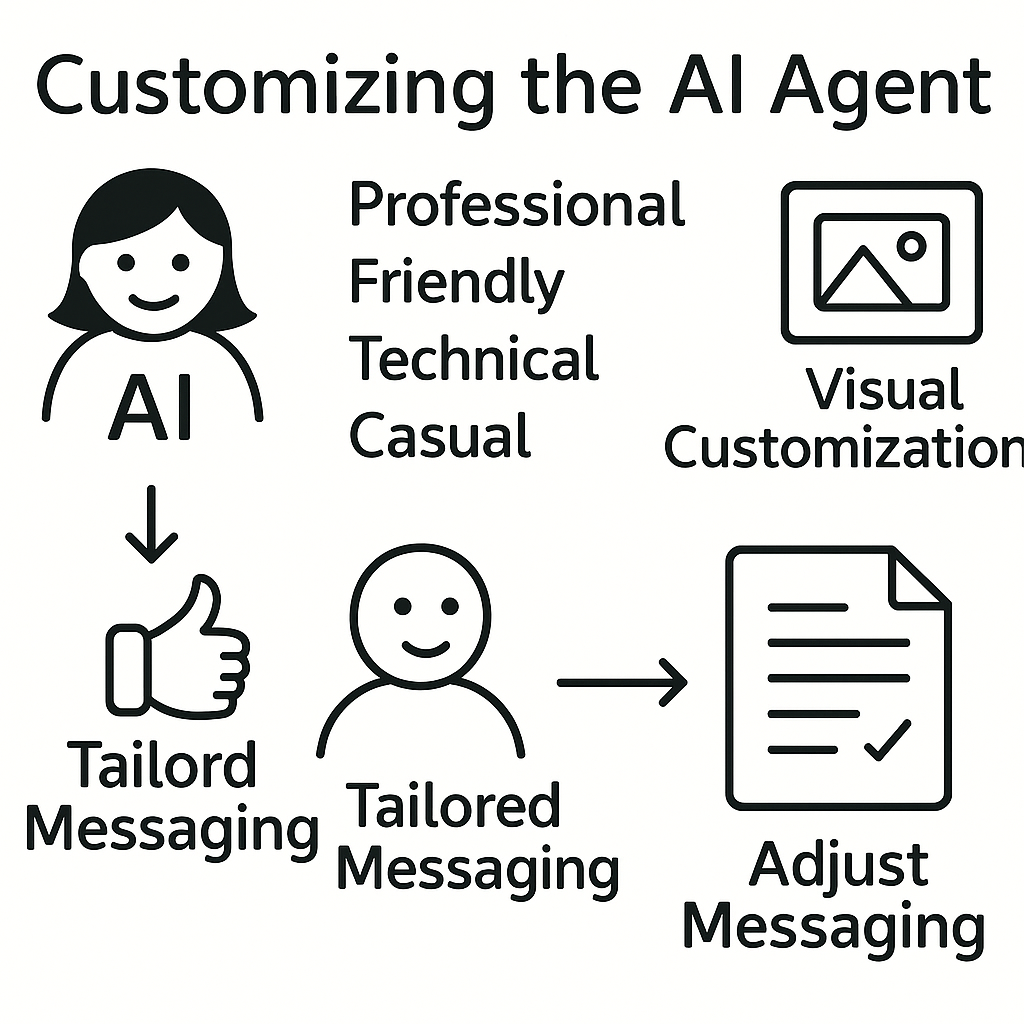 Customizing the AI Agent
AI
Professional
Friendly
Technical
Casual
Visual
Customization
Tailord
Messaging
Tailored
Messaging
Adjust
Messaging